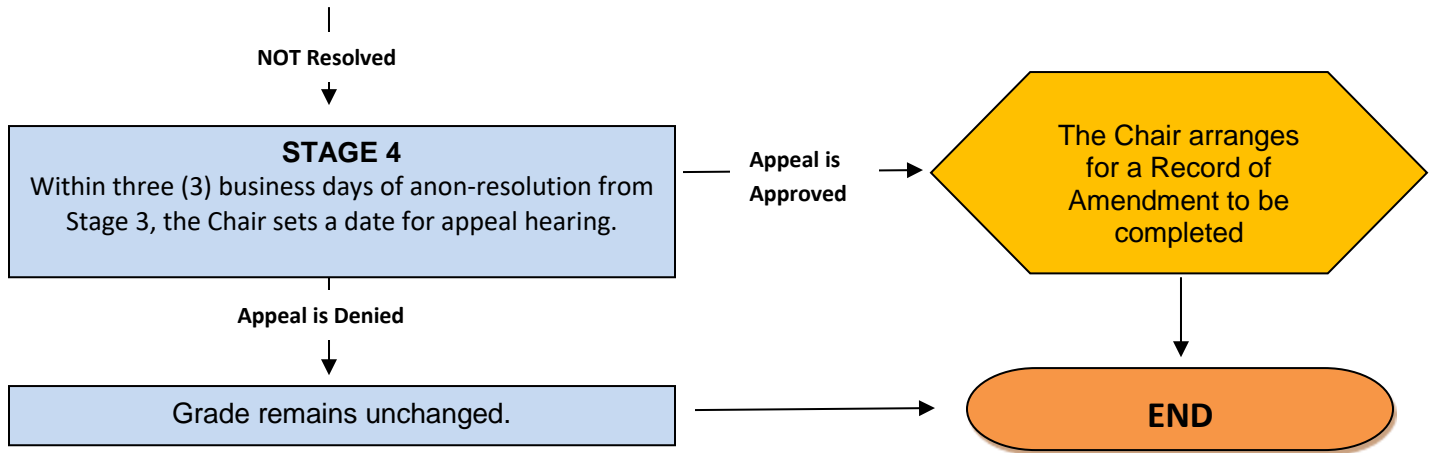 NOT Resolved
STAGE 4
Within three (3) business days of anon-resolution from
Stage 3, the Chair sets a date for appeal hearing.
Appeal is
Approved
The Chair arranges
for a Record of
Amendment to be
completed
Appeal is Denied
Grade remains unchanged.
END